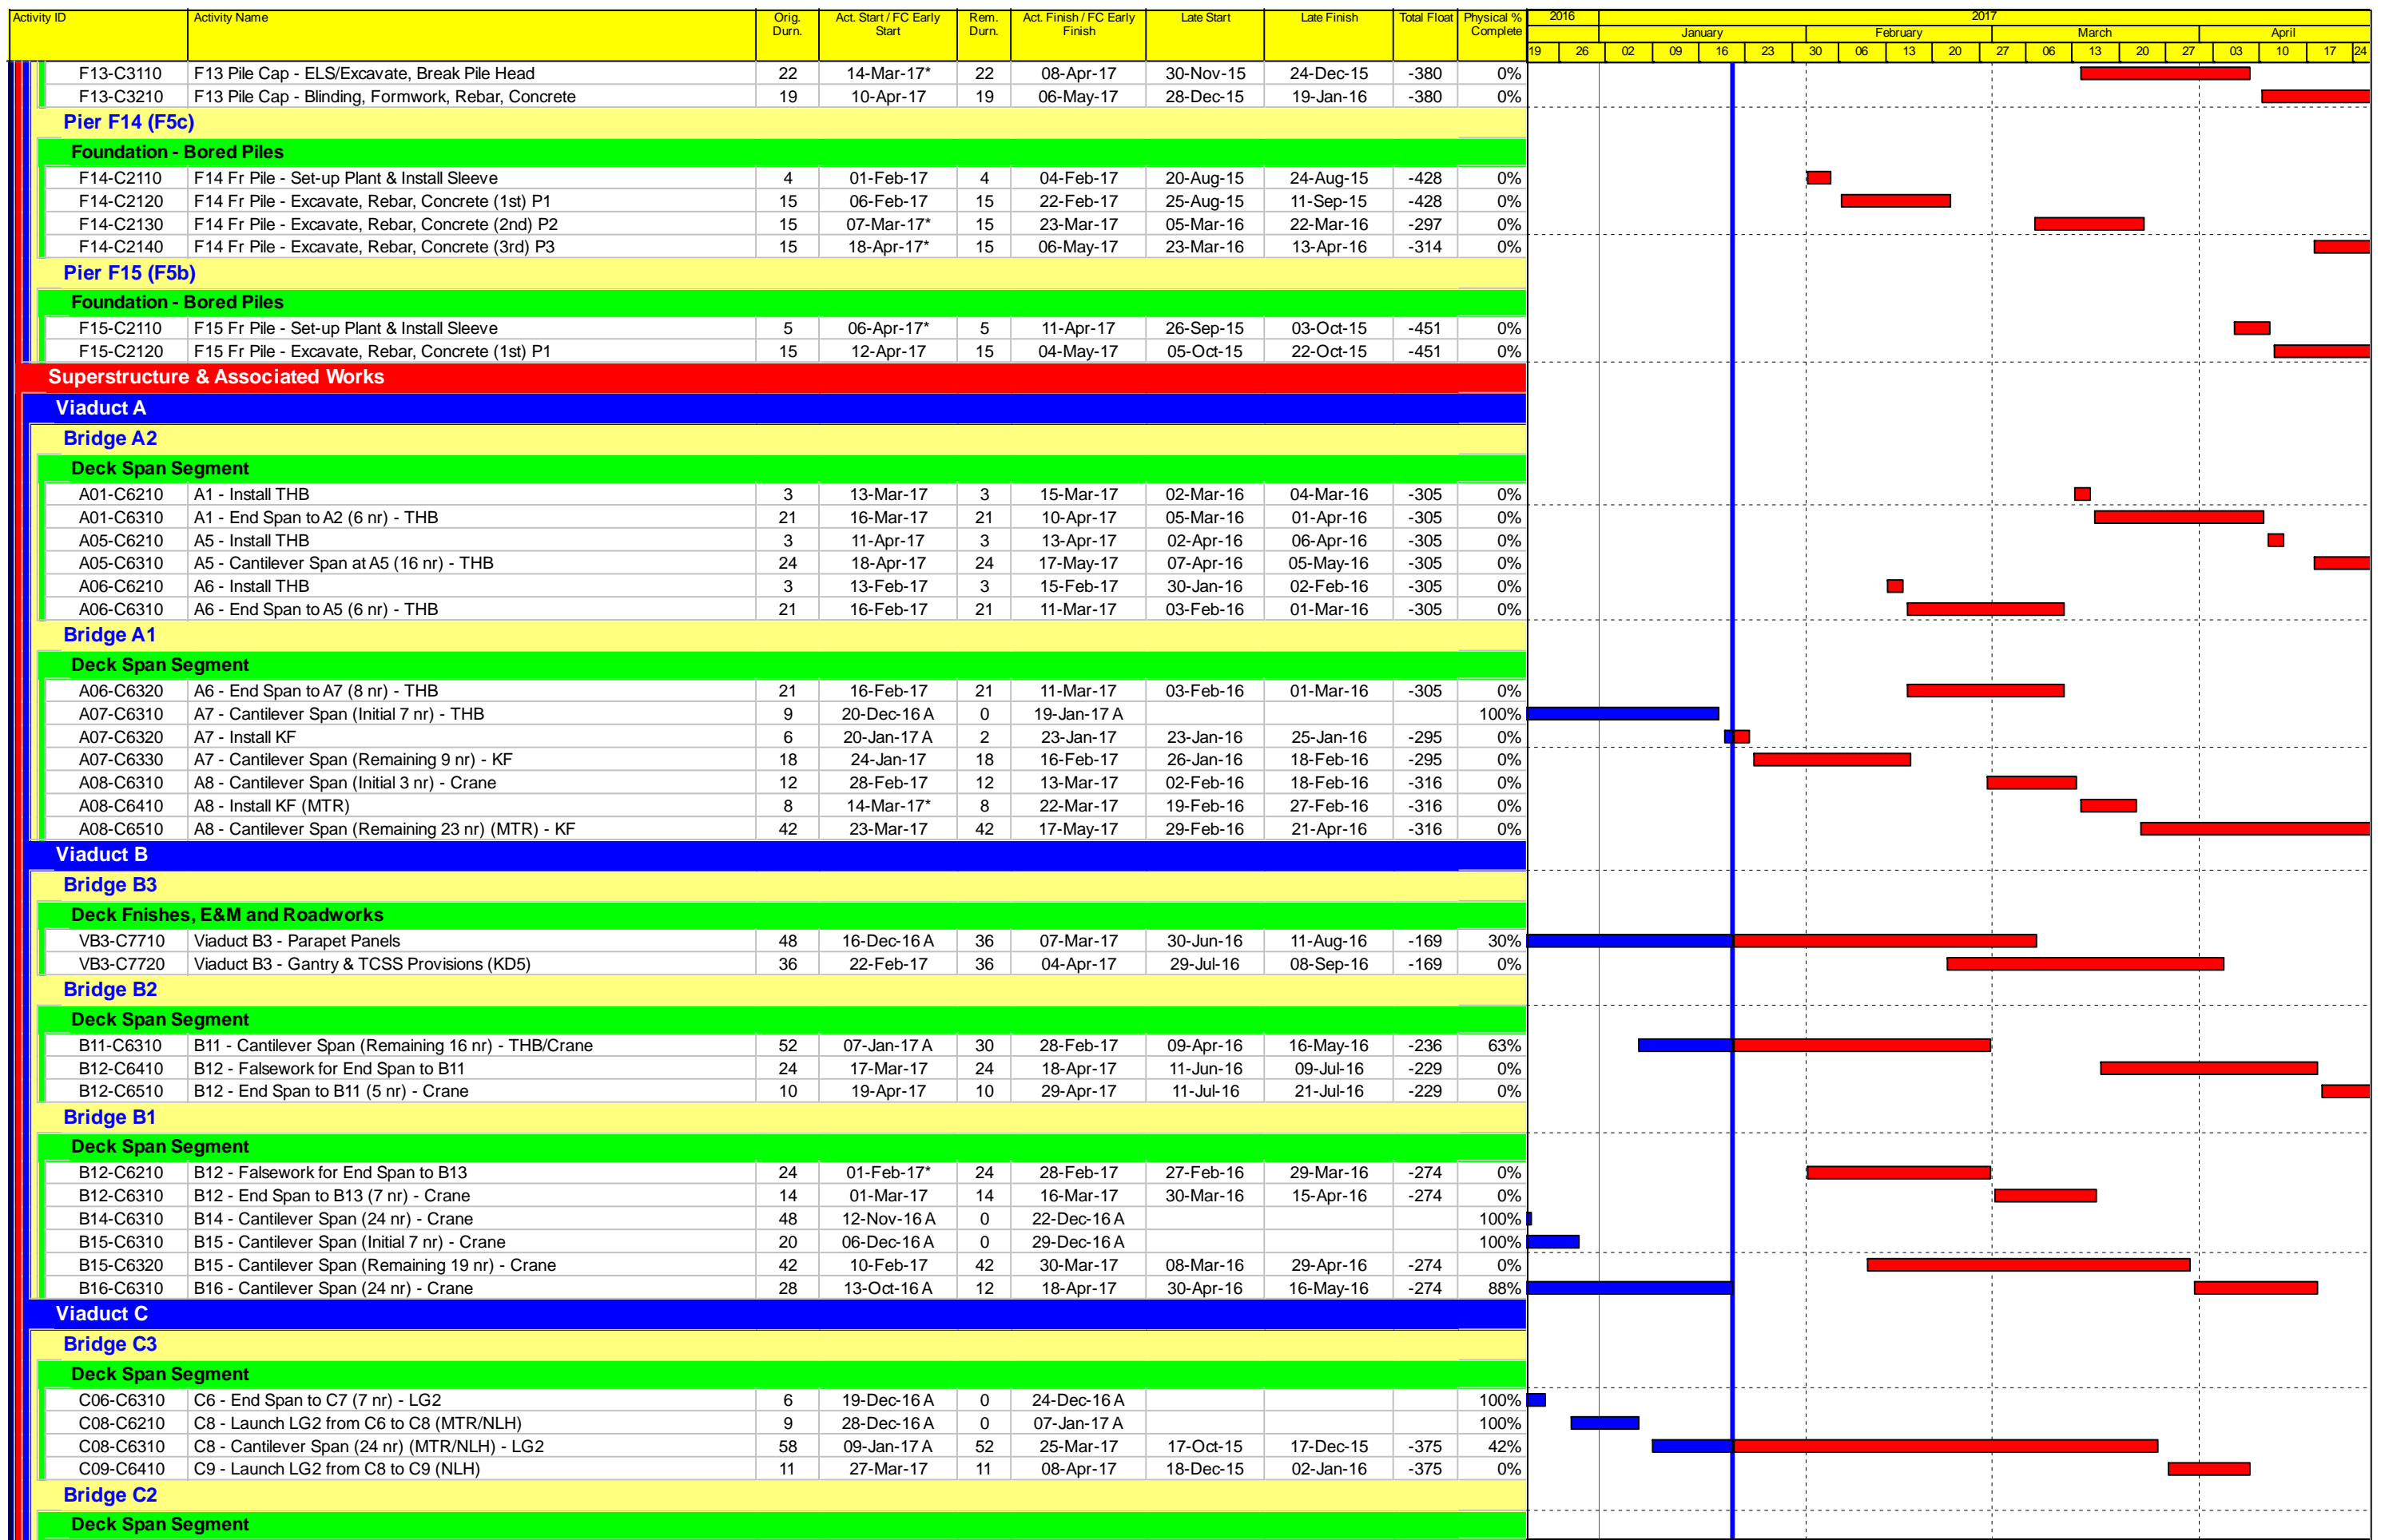 Activity ID Activity Name Orig. Durn. Act. Start / FC Early Start Rem. Durn. Act. Finish / FC Early Finish Late Start Late Finish Total Float Physical % Complete 2016 2017
January February March April
19 26 02 09 16 23 30 06 13 20 27 06 13 20 27 03 10 17 24
F13-C3110 F13 Pile Cap - ELS/Excavate, Break Pile Head 22 14-Mar-17* 22 08-Apr-17 30-Nov-15 24-Dec-15 -380 0%
F13-C3210 F13 Pile Cap - Blinding, Formwork, Rebar, Concrete 19 10-Apr-17 19 06-May-17 28-Dec-15 19-Jan-16 -380 0%
Pier F14 (F5c)
Foundation - Bored Piles
F14-C2110 F14 Fr Pile - Set-up Plant & Install Sleeve 4 01-Feb-17 4 04-Feb-17 20-Aug-15 24-Aug-15 -428 0%
F14-C2120 F14 Fr Pile - Excavate, Rebar, Concrete (1st) P1 15 06-Feb-17 15 22-Feb-17 25-Aug-15 11-Sep-15 -428 0%
F14-C2130 F14 Fr Pile - Excavate, Rebar, Concrete (2nd) P2 15 07-Mar-17* 15 23-Mar-17 05-Mar-16 22-Mar-16 -297 0%
F14-C2140 F14 Fr Pile - Excavate, Rebar, Concrete (3rd) P3 15 18-Apr-17* 15 06-May-17 23-Mar-16 13-Apr-16 -314 0%
Pier F15 (F5b)
Foundation - Bored Piles
F15-C2110 F15 Fr Pile - Set-up Plant & Install Sleeve 5 06-Apr-17* 5 11-Apr-17 26-Sep-15 03-Oct-15 -451 0%
F15-C2120 F15 Fr Pile - Excavate, Rebar, Concrete (1st) P1 15 12-Apr-17 15 04-May-17 05-Oct-15 22-Oct-15 -451 0%
Superstructure & Associated Works
Viaduct A
Bridge A2
Deck Span Segment
A01-C6210 A1 - Install THB 3 13-Mar-17 3 15-Mar-17 02-Mar-16 04-Mar-16 -305 0%
A01-C6310 A1 - End Span to A2 (6 nr) - THB 21 16-Mar-17 21 10-Apr-17 05-Mar-16 01-Apr-16 -305 0%
A05-C6210 A5 - Install THB 3 11-Apr-17 3 13-Apr-17 02-Apr-16 06-Apr-16 -305 0%
A05-C6310 A5 - Cantilever Span at A5 (16 nr) - THB 24 18-Apr-17 24 17-May-17 07-Apr-16 05-May-16 -305 0%
A06-C6210 A6 - Install THB 3 13-Feb-17 3 15-Feb-17 30-Jan-16 02-Feb-16 -305 0%
A06-C6310 A6 - End Span to A5 (6 nr) - THB 21 16-Feb-17 21 11-Mar-17 03-Feb-16 01-Mar-16 -305 0%
Bridge A1
Deck Span Segment
A06-C6320 A6 - End Span to A7 (8 nr) - THB 21 16-Feb-17 21 11-Mar-17 03-Feb-16 01-Mar-16 -305 0%
A07-C6310 A7 - Cantilever Span (Initial 7 nr) - THB 9 20-Dec-16 A 0 19-Jan-17 A 100%
A07-C6320 A7 - Install KF 6 20-Jan-17 A 2 23-Jan-17 23-Jan-16 25-Jan-16 -295 0%
A07-C6330 A7 - Cantilever Span (Remaining 9 nr) - KF 18 24-Jan-17 18 16-Feb-17 26-Jan-16 18-Feb-16 -295 0%
A08-C6310 A8 - Cantilever Span (Initial 3 nr) - Crane 12 28-Feb-17 12 13-Mar-17 02-Feb-16 18-Feb-16 -316 0%
A08-C6410 A8 - Install KF (MTR) 8 14-Mar-17* 8 22-Mar-17 19-Feb-16 27-Feb-16 -316 0%
A08-C6510 A8 - Cantilever Span (Remaining 23 nr) (MTR) - KF 42 23-Mar-17 42 17-May-17 29-Feb-16 21-Apr-16 -316 0%
Viaduct B
Bridge B3
Deck Fnishes, E&M and Roadworks
VB3-C7710 Viaduct B3 - Parapet Panels 48 16-Dec-16 A 36 07-Mar-17 30-Jun-16 11-Aug-16 -169 30%
VB3-C7720 Viaduct B3 - Gantry & TCSS Provisions (KD5) 36 22-Feb-17 36 04-Apr-17 29-Jul-16 08-Sep-16 -169 0%
Bridge B2
Deck Span Segment
B11-C6310 B11 - Cantilever Span (Remaining 16 nr) - THB/Crane 52 07-Jan-17 A 30 28-Feb-17 09-Apr-16 16-May-16 -236 63%
B12-C6410 B12 - Falsework for End Span to B11 24 17-Mar-17 24 18-Apr-17 11-Jun-16 09-Jul-16 -229 0%
B12-C6510 B12 - End Span to B11 (5 nr) - Crane 10 19-Apr-17 10 29-Apr-17 11-Jul-16 21-Jul-16 -229 0%
Bridge B1
Deck Span Segment
B12-C6210 B12 - Falsework for End Span to B13 24 01-Feb-17* 24 28-Feb-17 27-Feb-16 29-Mar-16 -274 0%
B12-C6310 B12 - End Span to B13 (7 nr) - Crane 14 01-Mar-17 14 16-Mar-17 30-Mar-16 15-Apr-16 -274 0%
B14-C6310 B14 - Cantilever Span (24 nr) - Crane 48 12-Nov-16 A 0 22-Dec-16 A 100%
B15-C6310 B15 - Cantilever Span (Initial 7 nr) - Crane 20 06-Dec-16 A 0 29-Dec-16 A 100%
B15-C6320 B15 - Cantilever Span (Remaining 19 nr) - Crane 42 10-Feb-17 42 30-Mar-17 08-Mar-16 29-Apr-16 -274 0%
B16-C6310 B16 - Cantilever Span (24 nr) - Crane 28 13-Oct-16 A 12 18-Apr-17 30-Apr-16 16-May-16 -274 88%
Viaduct C
Bridge C3
Deck Span Segment
C06-C6310 C6 - End Span to C7 (7 nr) - LG2 6 19-Dec-16 A 0 24-Dec-16 A 100%
C08-C6210 C8 - Launch LG2 from C6 to C8 (MTR/NLH) 9 28-Dec-16 A 0 07-Jan-17 A 100%
C08-C6310 C8 - Cantilever Span (24 nr) (MTR/NLH) - LG2 58 09-Jan-17 A 52 25-Mar-17 17-Oct-15 17-Dec-15 -375 42%
C09-C6410 C9 - Launch LG2 from C8 to C9 (NLH) 11 27-Mar-17 11 08-Apr-17 18-Dec-15 02-Jan-16 -375 0%
Bridge C2
Deck Span Segment